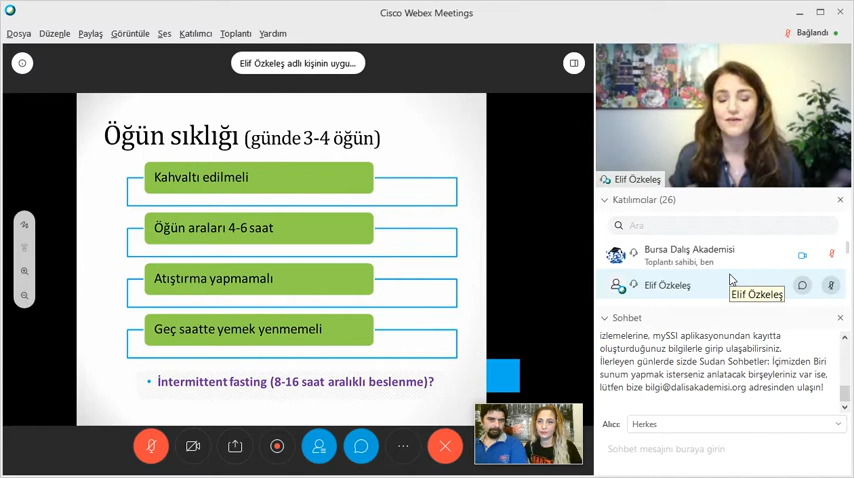 Cisco Webex Meetings
Dosya Düzenle Paylaş Görüntüle Ses Katılımcı Toplantı Yardım
Bağlandı
Elif Özkeleş adlı kişinin uygu...
Öğün sıklığı (günde 3-4 öğün)
Kahvaltı edilmeli
Öğün araları 4-6 saat
Atıştırma yapmamalı
Geç saatte yemek yenmemeli
• İntermittent fasting (8-16 saat aralıklı beslenme)?
Elif Özkeleş
Katılımcılar (26)
Ara
Bursa Dalış Akademisi
Toplantı sahibi, ben
Elif Özkeleş
Elif Özkeleş
Sohbet
izlemelerine, mySSI aplikasyonundan kayıtta
oluşturduğunuz bilgilerle girip ulaşabilirsiniz.
İlerleyen günlerde sizde Sudan Sohbetler: İçimizden Biri
sunum yapmak isterseniz anlatacak birşeyleriniz var ise,
lütfen bize bilgi@dalisakademisi.org adresinden ulaşın!
Alıcı: Herkes
Sohbet mesajını buraya girin